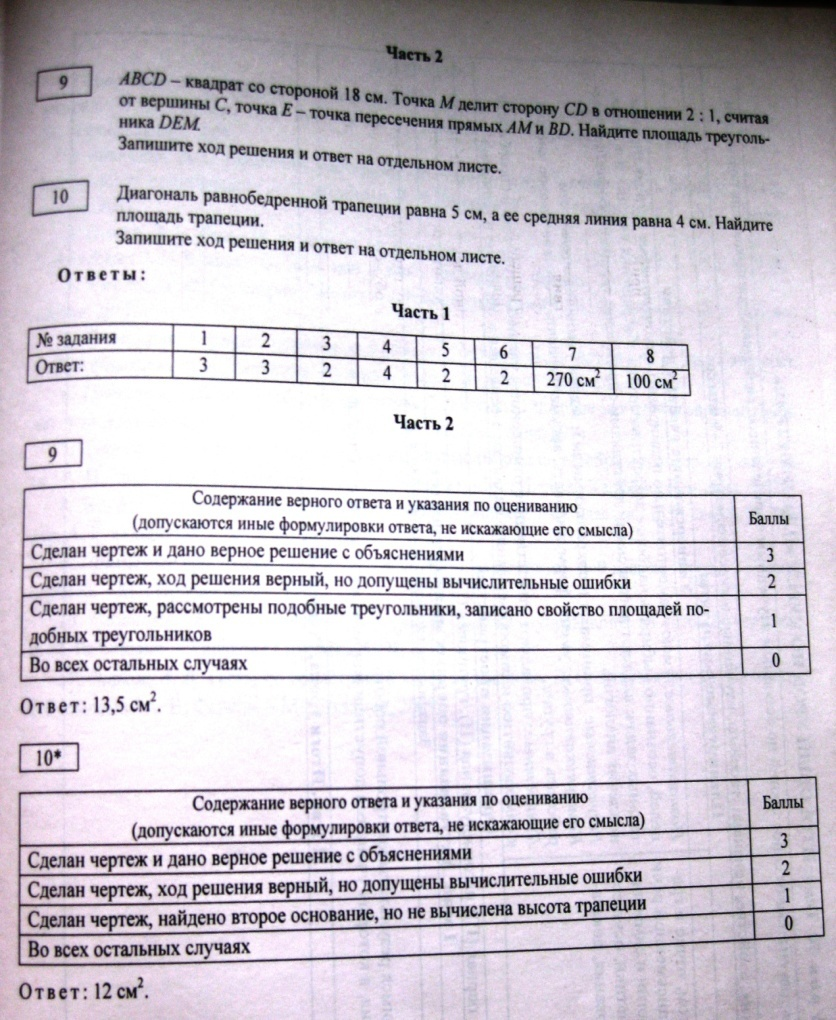 Часть 2
9
ABCD – квадрат со стороной 18 см. Точка M делит сторону CD в отношении 2 : 1, считая
от вершины C, точка E – точка пересечения прямых AM и BD. Найдите площадь треуголь-
ника DEM.
Запишите ход решения и ответ на отдельном листе.
10
Диагональ равнобедренной трапеции равна 5 см, а ее средняя линия равна 4 см. Найдите
площадь трапеции.
Запишите ход решения и ответ на отдельном листе.
Ответы:
Часть 1
№ задания 1 2 3 4 5 6 7 8
Ответ: 3 3 2 4 2 2 270 см² 100 см²
Часть 2
9
Содержание верного ответа и указания по оцениванию
(допускаются иные формулировки ответа, не искажающие его смысла)
Баллы
Сделан чертеж и дано верное решение с объяснениями 3
Сделан чертеж, ход решения верный, но допущены вычислительные ошибки 2
Сделан чертеж, рассмотрены подобные треугольники, записано свойство площадей по-
добных треугольников 1
Во всех остальных случаях 0
Ответ: 13,5 см².
10*
Содержание верного ответа и указания по оцениванию
(допускаются иные формулировки ответа, не искажающие его смысла)
Баллы
Сделан чертеж и дано верное решение с объяснениями 3
Сделан чертеж, ход решения верный, но допущены вычислительные ошибки 2
Сделан чертеж, найдено второе основание, но не вычислена высота трапеции 1
Во всех остальных случаях 0
Ответ: 12 см².